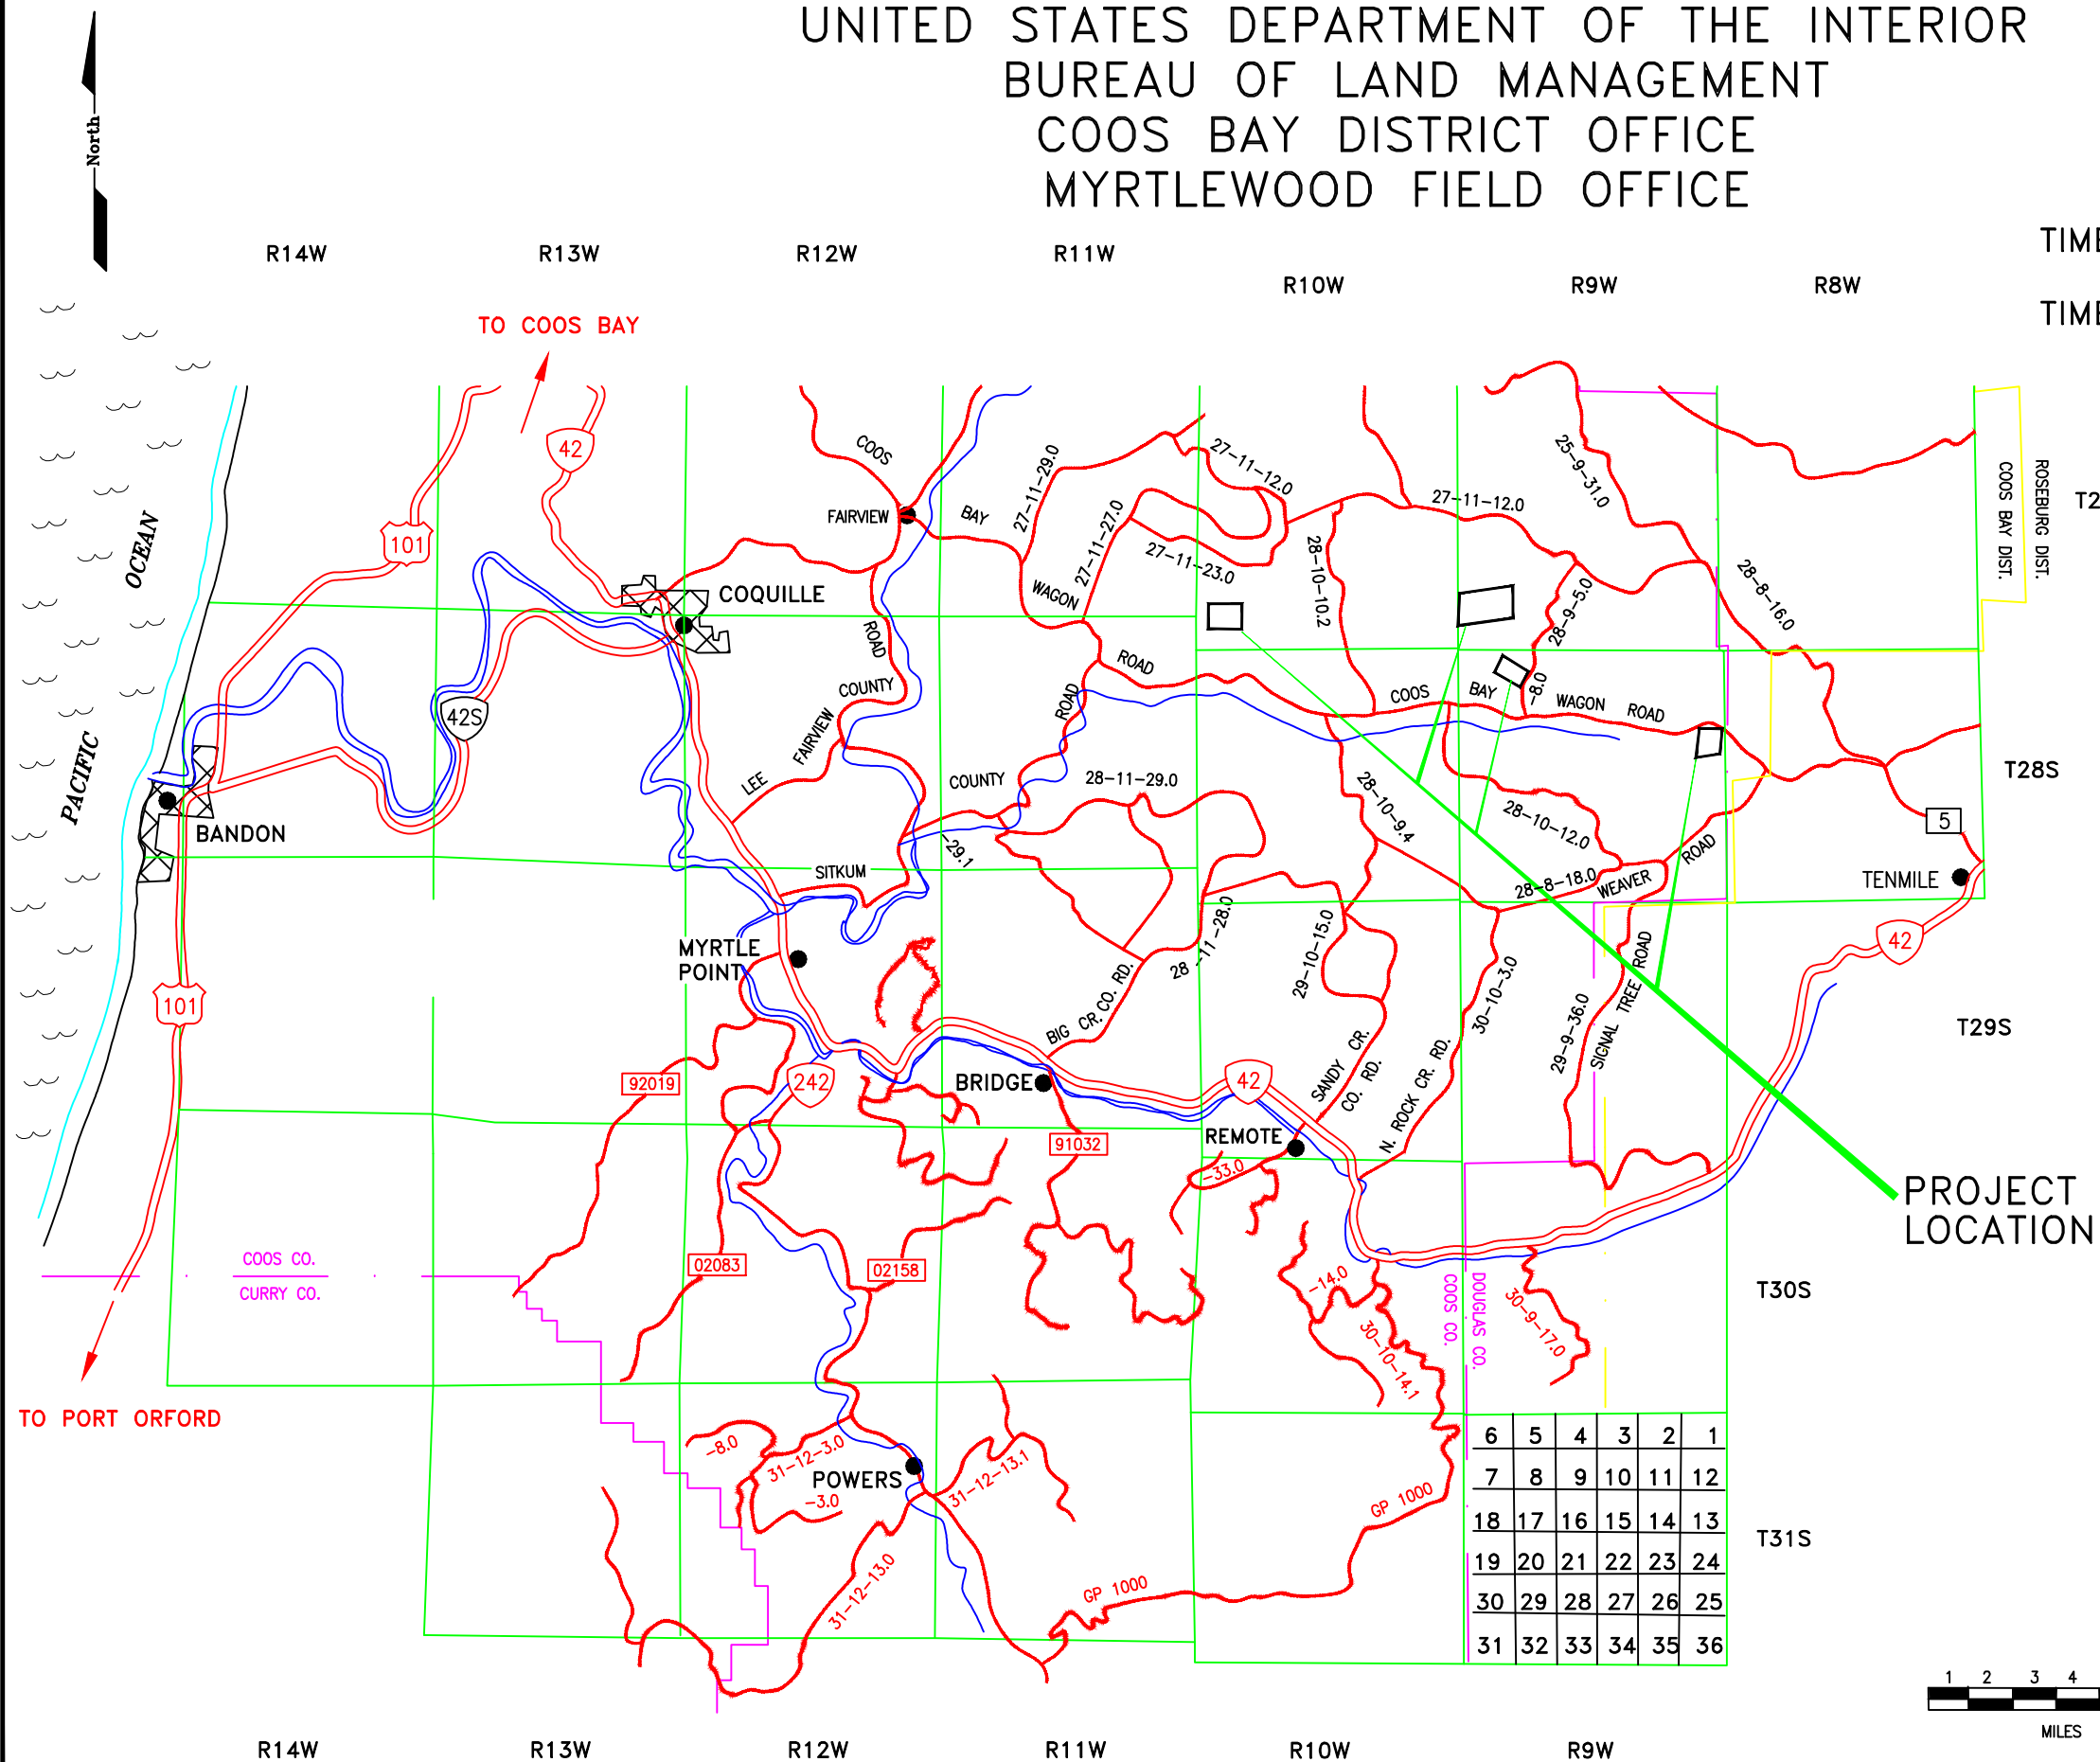 UNITED STATES DEPARTMENT OF THE INTERIOR
BUREAU OF LAND MANAGEMENT
COOS BAY DISTRICT OFFICE
MYRTLEWOOD FIELD OFFICE
North
R14W
R13W
R12W
R11W
R10W
R9W
R8W
TO COOS BAY
42
101
COOS
FAIRVIEW
BAY
27-11-29.0
27-11-12.0
27-11-27.0
27-11-23.0
WAGON
27-11-12.0
25-9-31.0
28-10-10.2
28-9-5.0
28-8-16.0
COOS BAY DIST.
ROSEBURG DIST.
OCEAN
PACIFIC
COQUILLE
ROAD
COUNTY
FAIRVIEW
LEE
42S
ROAD
ROAD
COOS
BAY
WAGON
ROAD
-8.0
T28S
BANDON
COUNTY
28-11-29.0
-29.1
SITKUM
28-10-9.4
28-10-12.0
28-8-18.0
WEAVER
ROAD
5
TENMILE
42
MYRTLE
POINT
101
28-11-28.0
29-10-15.0
30-10-3.0
BIG CR. CO. RD.
29-9-36.0
SIGNAL TREE ROAD
T29S
92019
242
BRIDGE
42
SANDY CR.
CO. RD.
N. ROCK CR. RD.
91032
REMOTE
-33.0
PROJECT
LOCATION
COOS CO.
CURRY CO.
02083
02158
-14.0
30-10-14.1
COOS CO.
DOUGLAS CO.
30-9-17.0
T30S
TO PORT ORFORD
-8.0
31-12-3.0
-3.0
POWERS
31-12-13.1
31-12-13.0
GP 1000
GP 1000
6 5 4 3 2 1
7 8 9 10 11 12
18 17 16 15 14 13
19 20 21 22 23 24
30 29 28 27 26 25
31 32 33 34 35 36
T31S
1 2 3 4
MILES
R14W
R13W
R12W
R11W
R10W
R9W